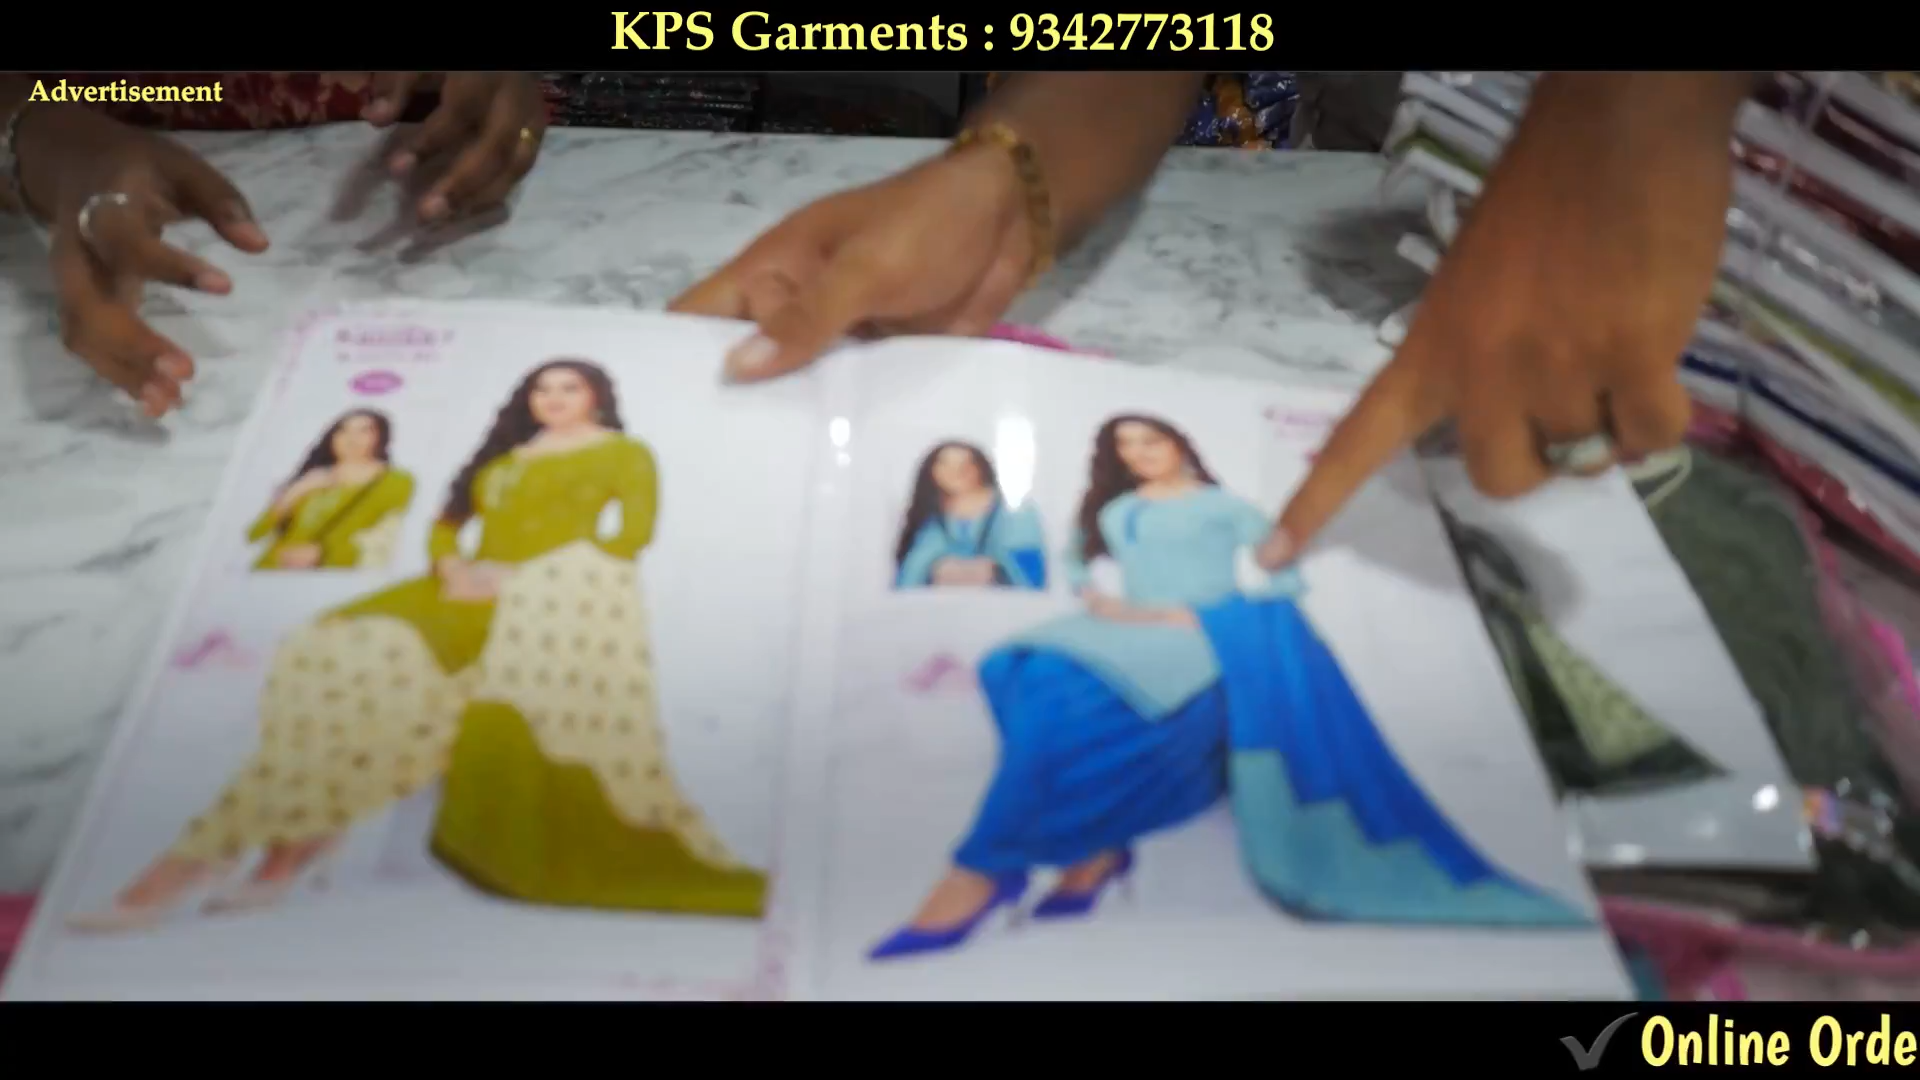 KPS Garments : 9342773118
Advertisement
✓ Online Orde